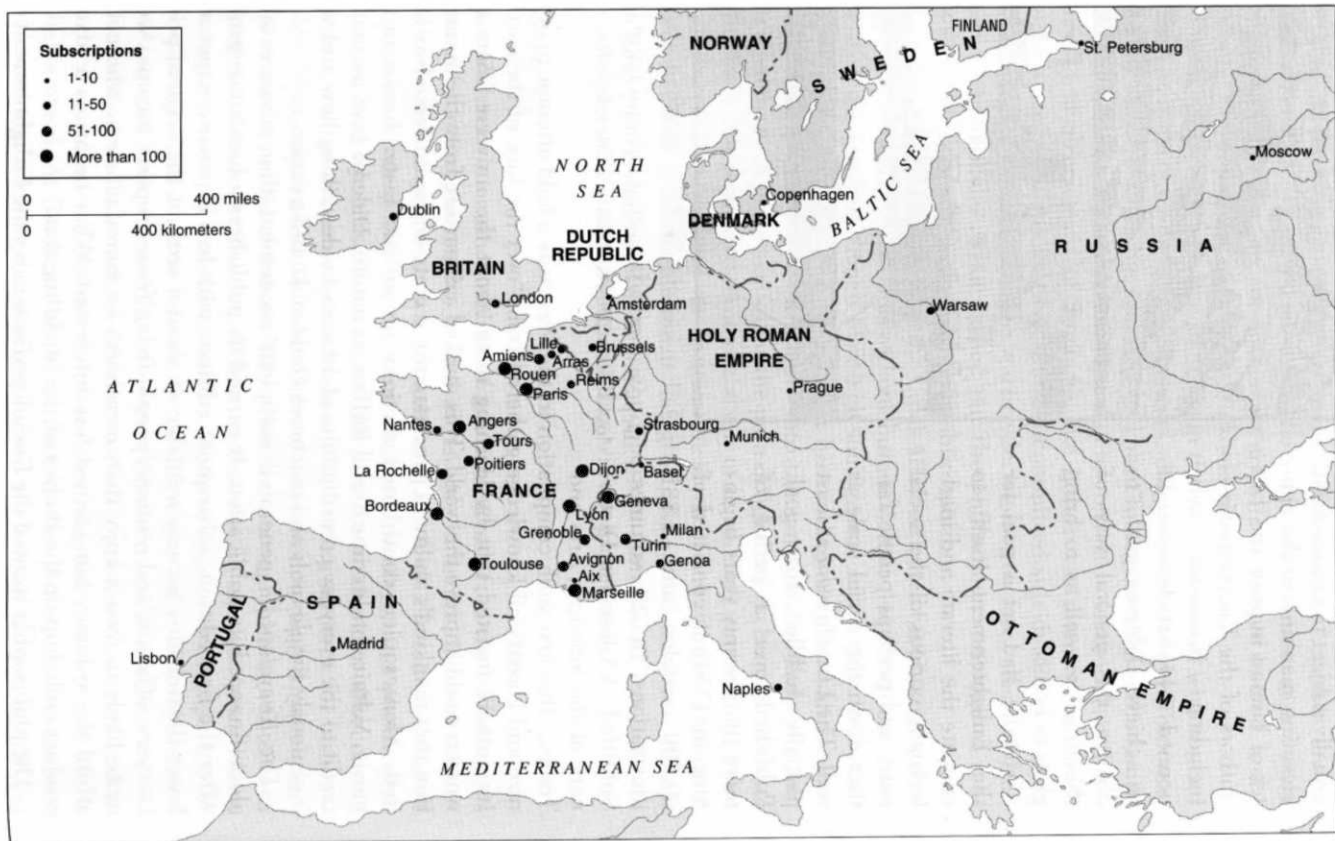 Subscriptions
1-10
11-50
51-100
More than 100
0 400 miles
0 400 kilometers
NORWAY
SWEDEN
FINLAND
St. Petersburg
Moscow
NORTH
SEA
BALTIC SEA
Copenhagen
DENMARK
Dublin
DUTCH
REPUBLIC
BRITAIN
RUSSIA
London
Amsterdam
Warsaw
HOLY ROMAN
EMPIRE
Lille
Brussels
Amiens
Arras
Rouen
Reims
Paris
Prague
ATLANTIC
OCEAN
Nantes
Angers
Strasbourg
Munich
Tours
La Rochelle
Poitiers
Dijon
Basel
FRANCE
Geneva
Bordeaux
Lyon
Grenoble
Milan
Turin
Toulouse
Avignon
Genoa
Aix
Marseille
SPAIN
PORTUGAL
Madrid
Lisbon
OTTOMAN EMPIRE
Naples
MEDITERRANEAN SEA